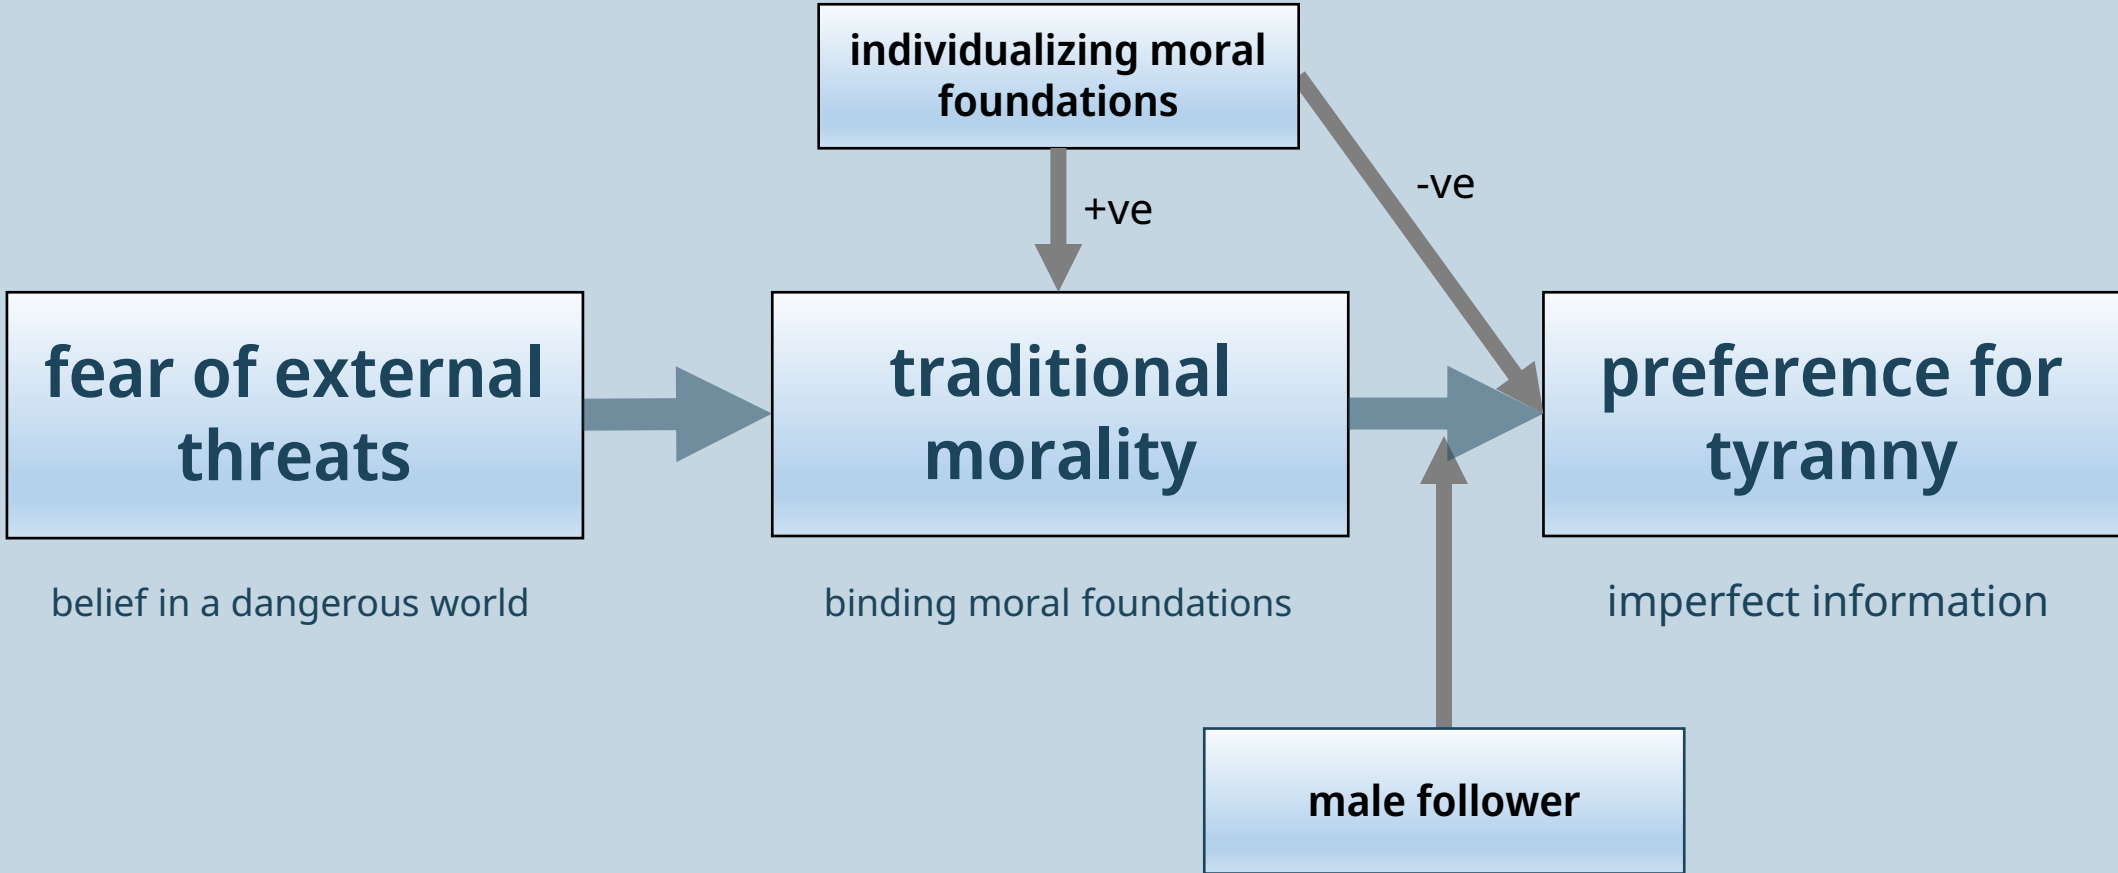 individualizing moral
foundations
-ve
+ve
fear of external
threats
traditional
morality
preference for
tyranny
belief in a dangerous world
binding moral foundations
imperfect information
male follower